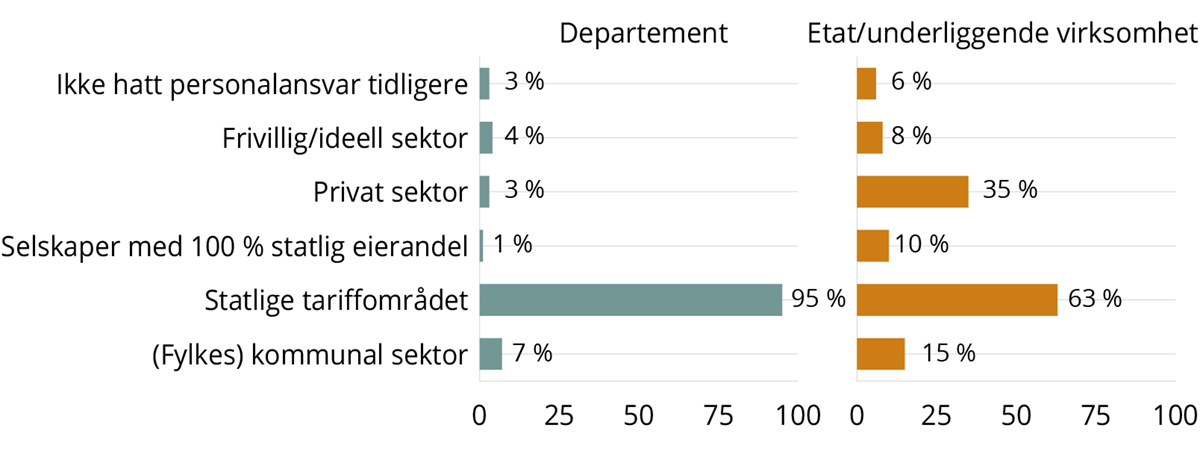 Departement Etat/underliggende virksomhet
Ikke hatt personalansvar tidligere 3 % 6 %
Frivillig/ideell sektor 4 % 8 %
Privat sektor 3 % 35 %
Selskaper med 100 % statlig eierandel 1 % 10 %
Statlige tariffområdet 95 % 63 %
(Fylkes) kommunal sektor 7 % 15 %
0 25 50 75 100 0 25 50 75 100